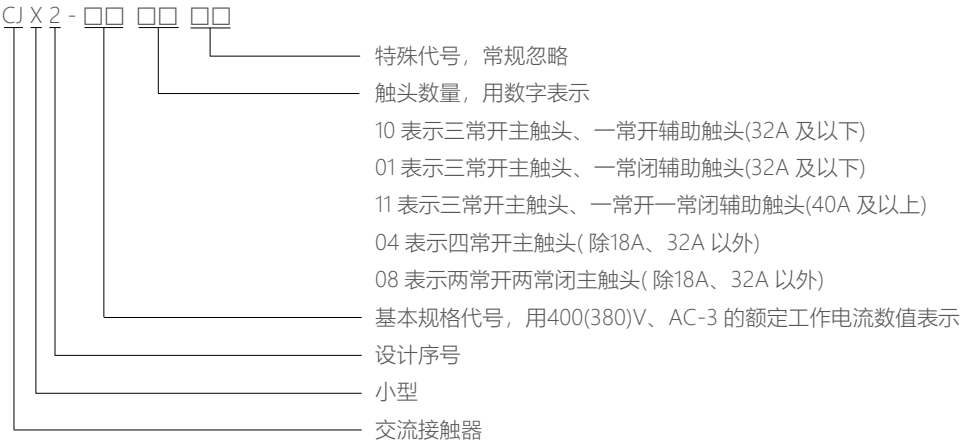 CJ X 2 - □□ □□ □□
特殊代号，常规忽略
触头数量，用数字表示
10 表示三常开主触头、一常开辅助触头(32A 及以下)
01 表示三常开主触头、一常闭辅助触头(32A 及以下)
11 表示三常开主触头、一常开一常闭辅助触头(40A 及以上)
04 表示四常开主触头( 除18A、32A 以外)
08 表示两常开两常闭主触头( 除18A、32A 以外)
基本规格代号，用400(380)V、AC-3 的额定工作电流数值表示
设计序号
小型
交流接触器